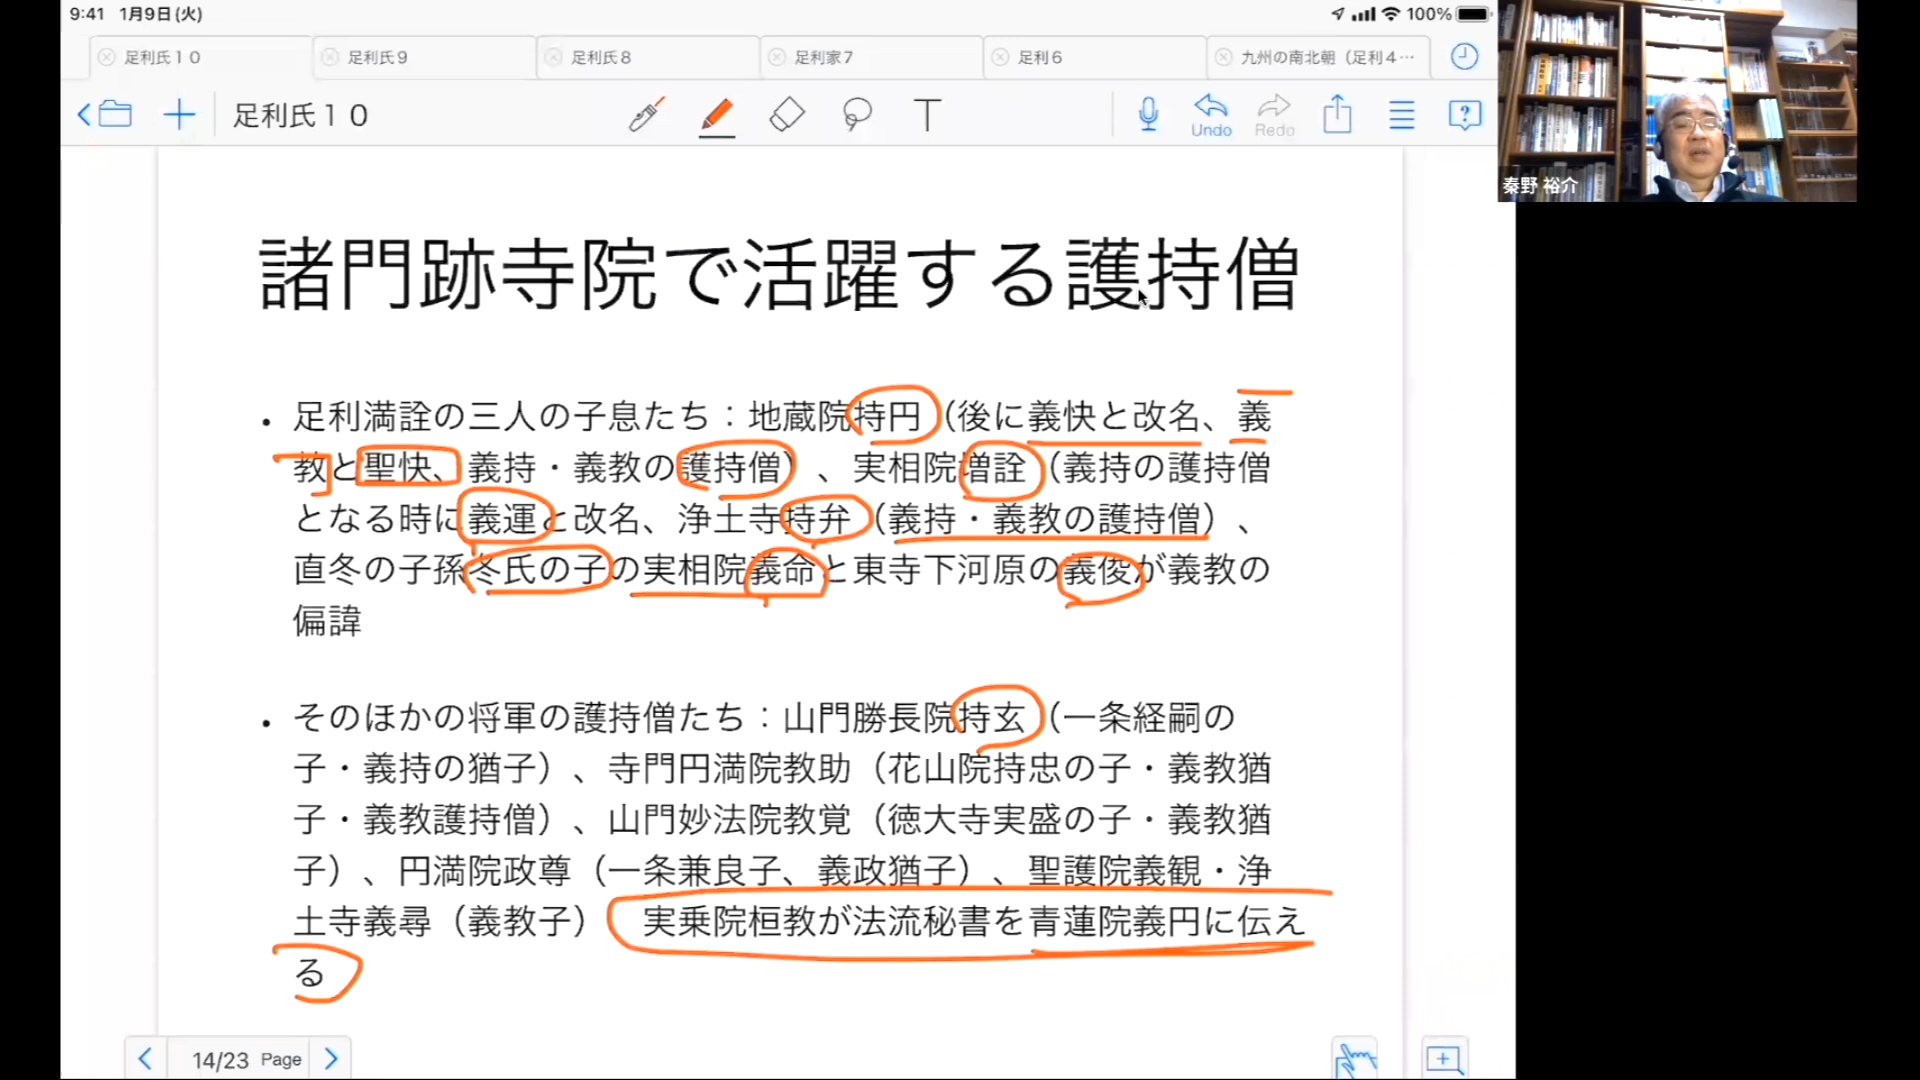 9:41 1月9日(火)
100%
足利氏10
足利氏9
足利氏8
足利家7
足利6
九州の南北朝（足利4…
足利氏10
T
Undo
Redo
秦野 裕介
諸門跡寺院で活躍する護持僧
・足利満詮の三人の子息たち：地蔵院持円（後に義快と改名、義
教と聖快、義持・義教の護持僧）、実相院増詮（義持の護持僧
となる時に義運と改名、浄土寺持弁（義持・義教の護持僧）、
直冬の子孫冬氏の子の実相院義命と東寺下河原の義俊が義教の
偏諱
・そのほかの将軍の護持僧たち：山門勝長院持玄（一条経嗣の
子・義持の猶子）、寺門円満院教助（花山院持忠の子・義教猶
子・義教護持僧）、山門妙法院教覚（徳大寺実盛の子・義教猶
子）、円満院政尊（一条兼良子、義政猶子）、聖護院義観・浄
土寺義尋（義教子）　実乗院桓教が法流秘書を青蓮院義円に伝え
る
14/23 Page